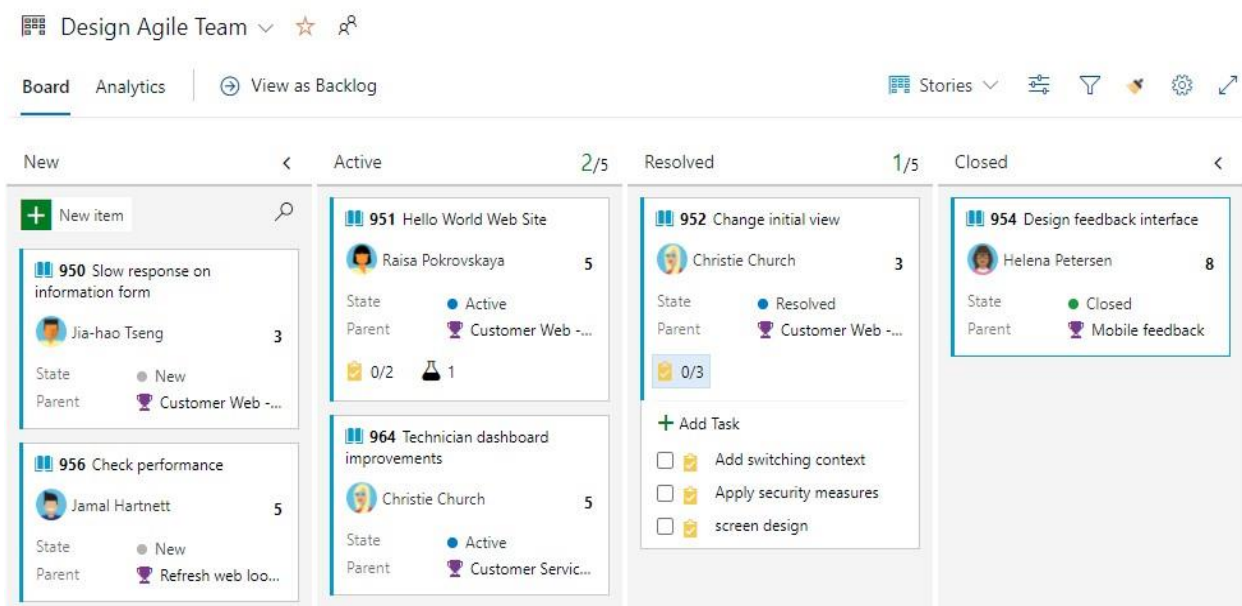 Design Agile Team
Board Analytics View as Backlog Stories
New
New item
950 Slow response on
information form
Jia-hao Tseng 3
State New
Parent Customer Web -...
956 Check performance
Jamal Hartnett 5
State New
Parent Refresh web loo...
Active 2/5
951 Hello World Web Site
Raisa Pokrovskaya 5
State Active
Parent Customer Web -...
0/2 1
964 Technician dashboard
improvements
Christie Church 5
State Active
Parent Customer Servic...
Resolved 1/5
952 Change initial view
Christie Church 3
State Resolved
Parent Customer Web -...
0/3
Add Task
Add switching context
Apply security measures
screen design
Closed
954 Design feedback interface
Helena Petersen 8
State Closed
Parent Mobile feedback